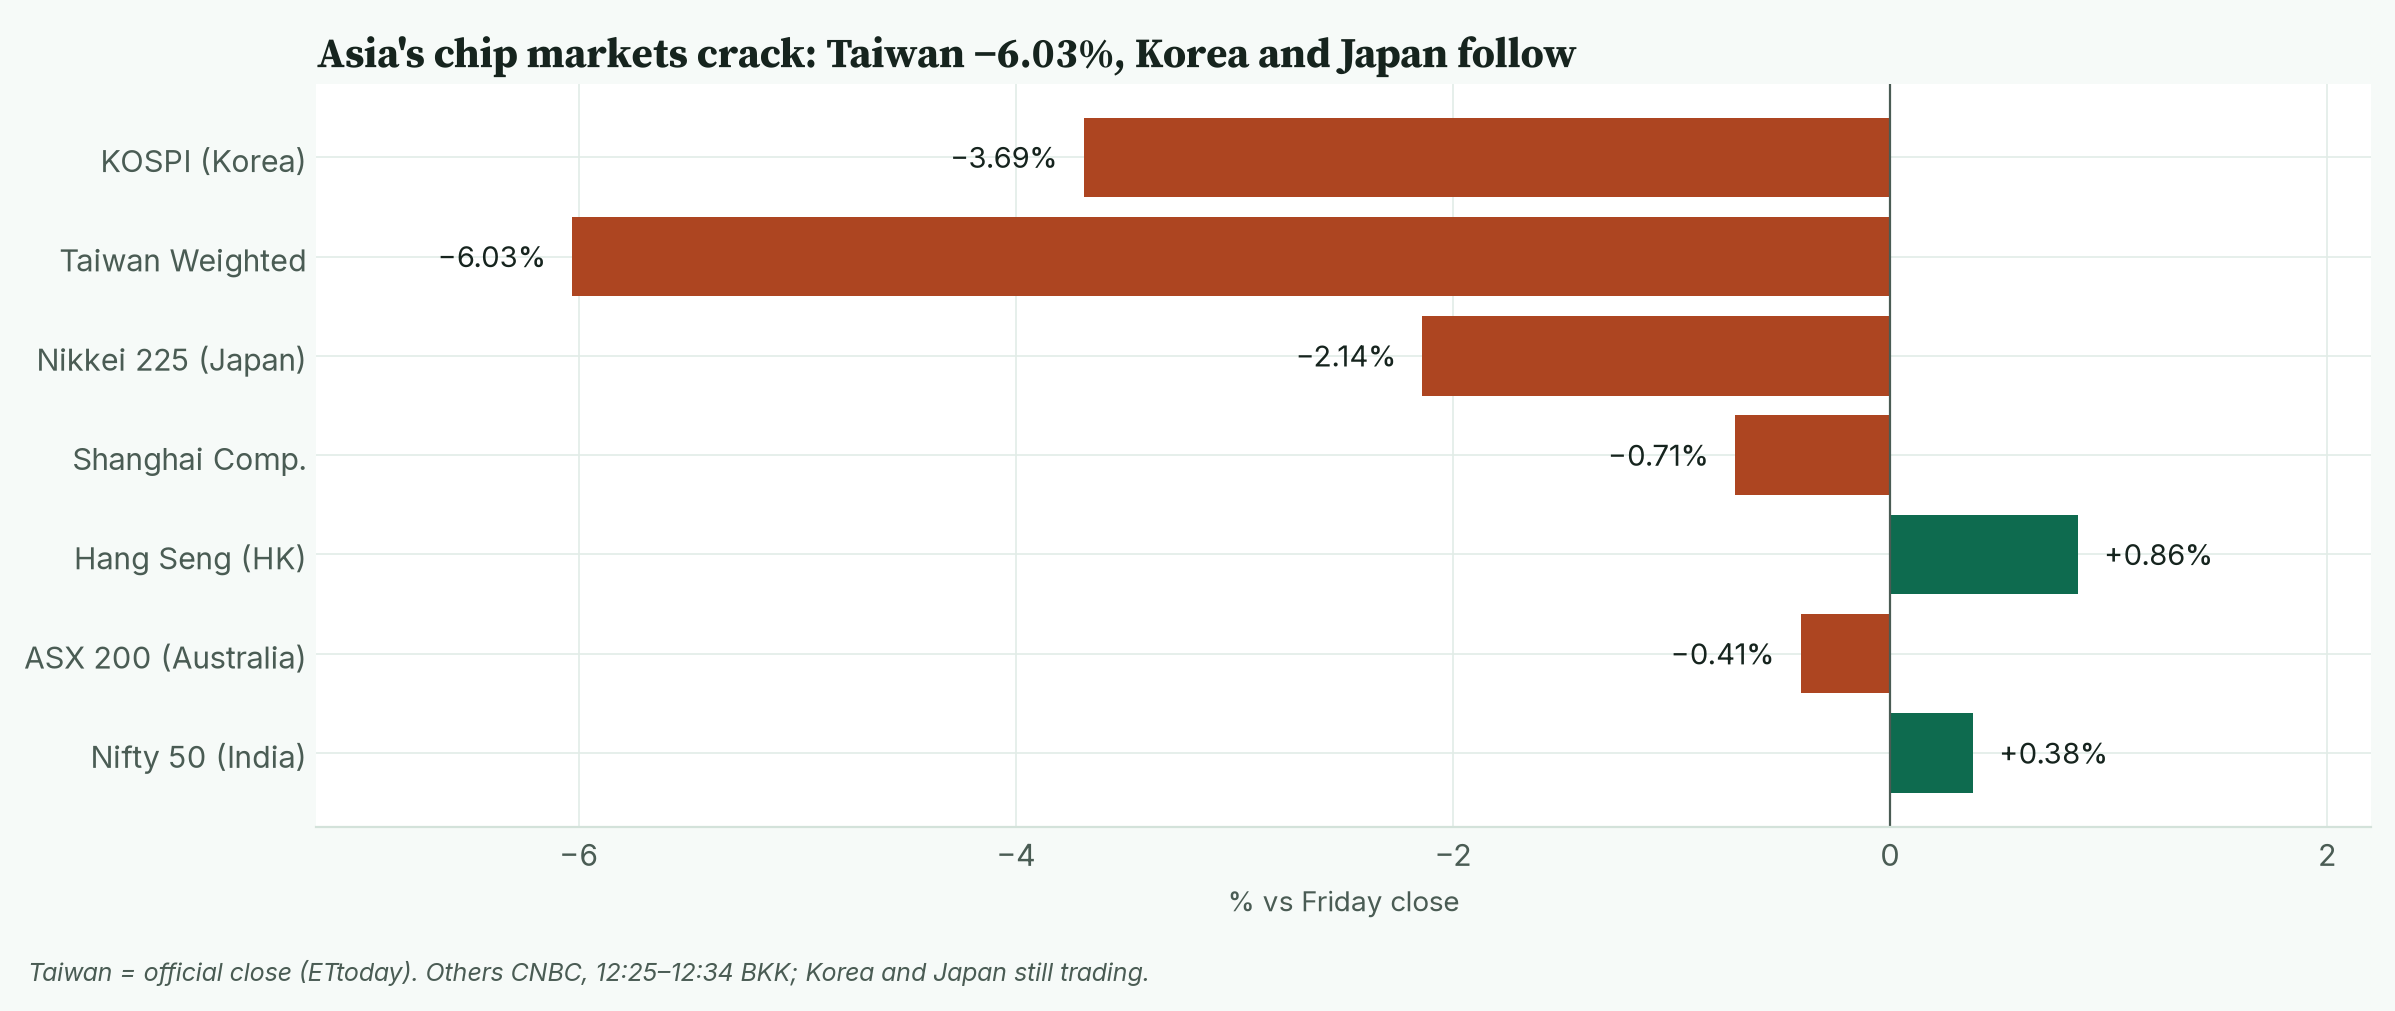 Asia's chip markets crack: Taiwan −6.03%, Korea and Japan follow
KOSPI (Korea)
−3.69%
Taiwan Weighted
−6.03%
Nikkei 225 (Japan)
−2.14%
Shanghai Comp.
−0.71%
Hang Seng (HK)
+0.86%
ASX 200 (Australia)
−0.41%
Nifty 50 (India)
+0.38%
−6 −4 −2 0 2
% vs Friday close
Taiwan = official close (ETtoday). Others CNBC, 12:25–12:34 BKK; Korea and Japan still trading.